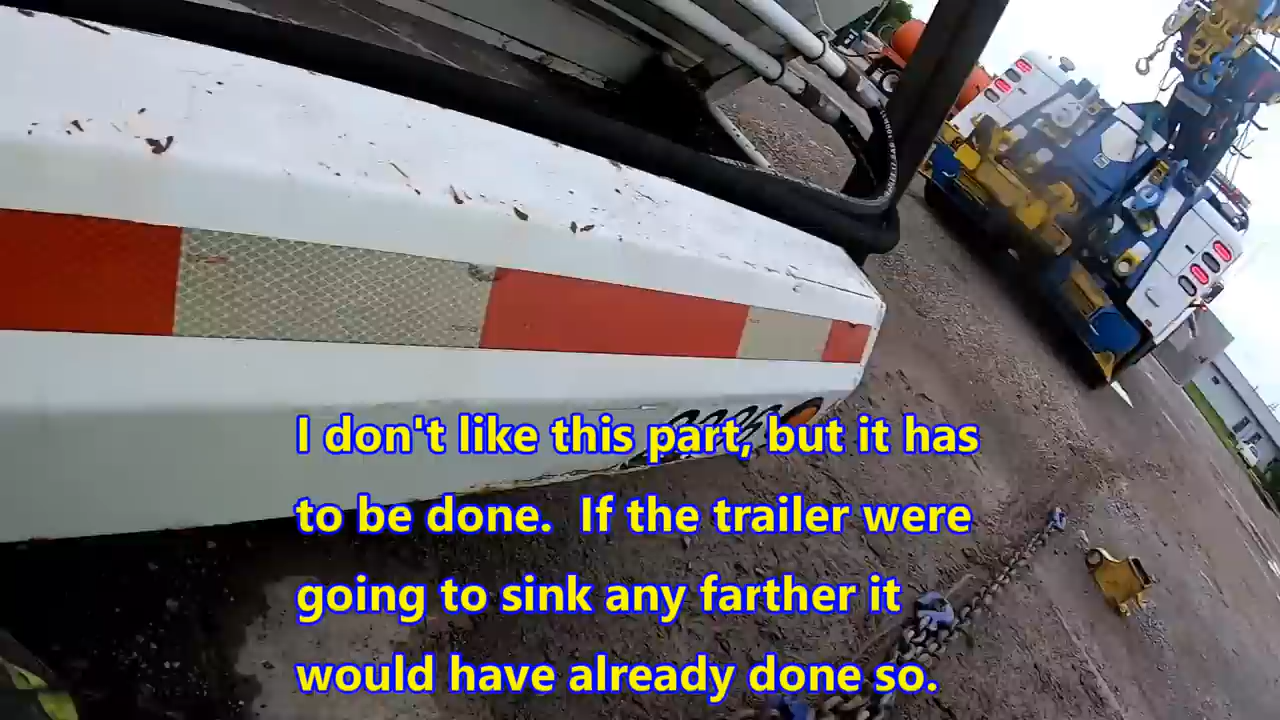 I don't like this part, but it has
to be done.  If the trailer were
going to sink any farther it
would have already done so.